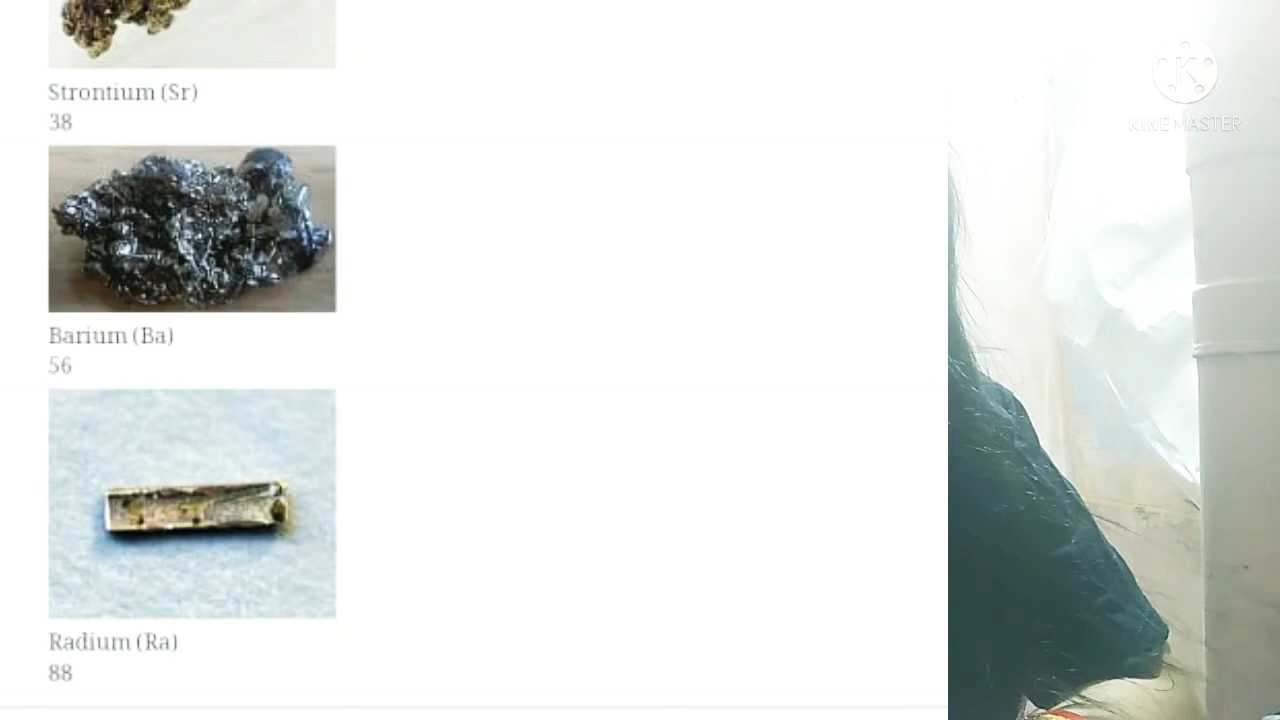 Strontium (Sr)
38
Barium (Ba)
56
Radium (Ra)
88
K
KINEMASTER